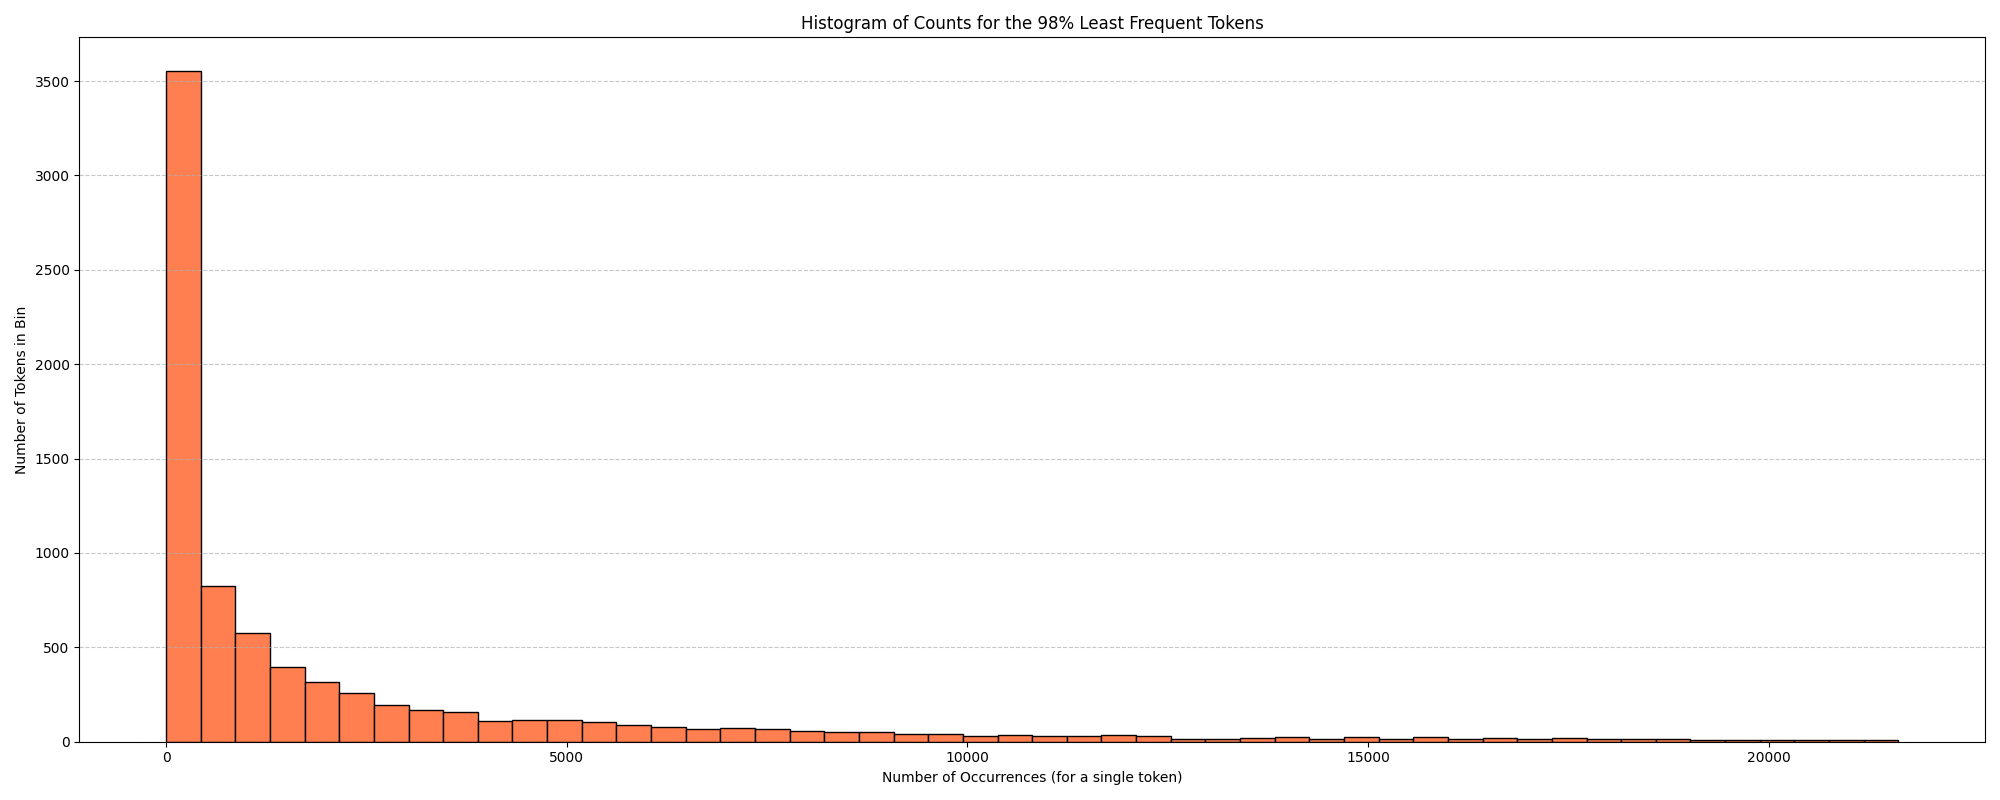 Histogram of Counts for the 98% Least Frequent Tokens
3500
3000
2500
2000
1500
1000
500
0
Number of Tokens in Bin
0 5000 10000 15000 20000
Number of Occurrences (for a single token)